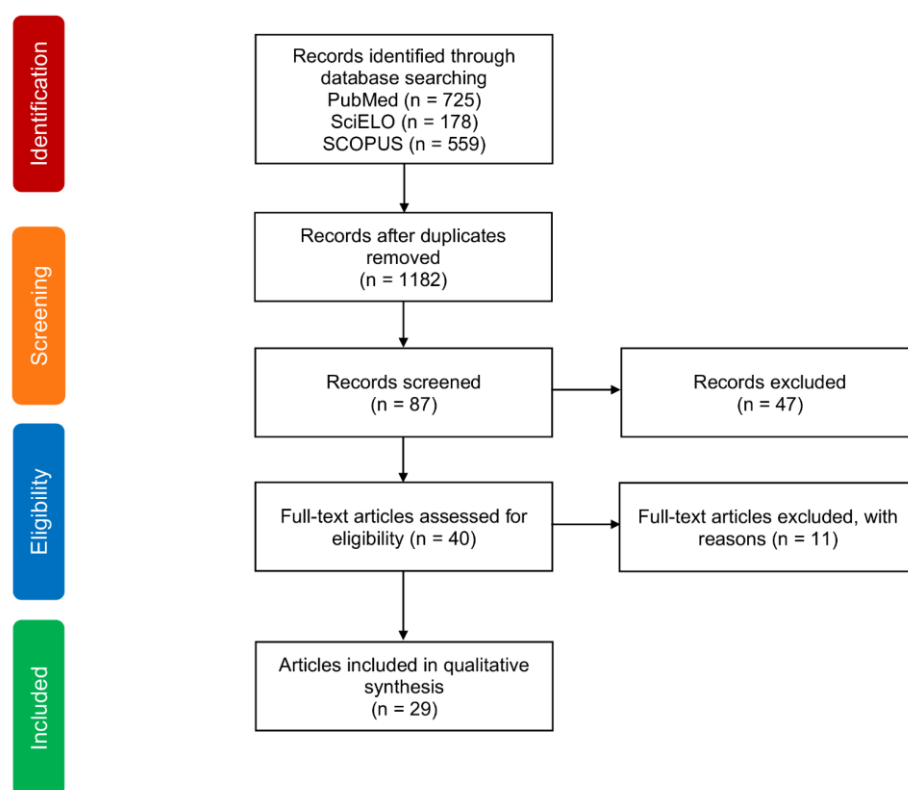 Identification
Records identified through
database searching
PubMed (n = 725)
SciELO (n = 178)
SCOPUS (n = 559)
Screening
Records after duplicates
removed
(n = 1182)
Records screened
(n = 87)
Records excluded
(n = 47)
Eligibility
Full-text articles assessed for
eligibility (n = 40)
Full-text articles excluded, with
reasons (n = 11)
Included
Articles included in qualitative
synthesis
(n = 29)